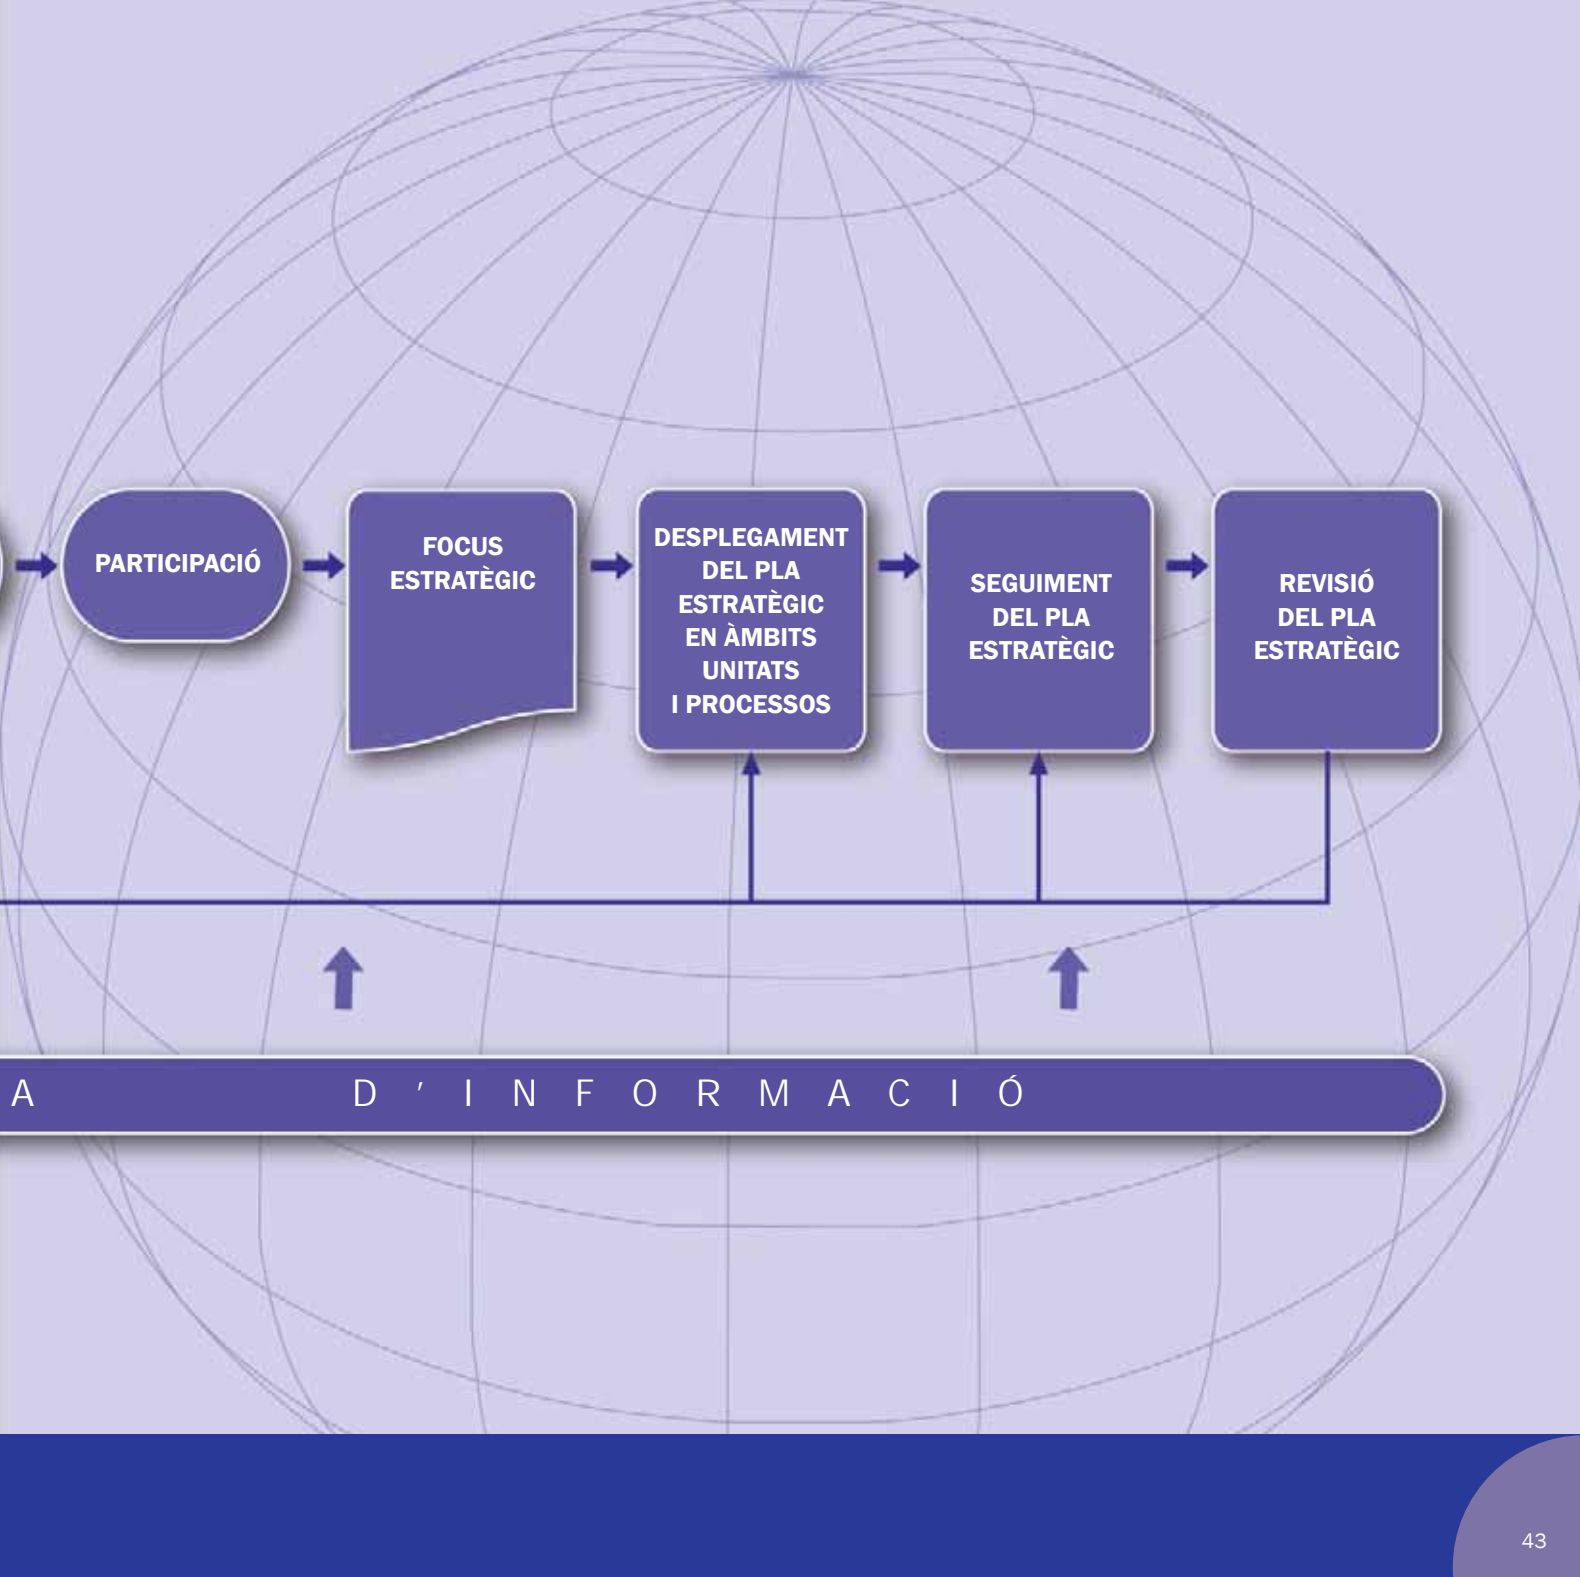 PARTICIPACIÓ
FOCUS
ESTRATÈGIC
DESPLEGAMENT
DEL PLA
ESTRATÈGIC
EN ÀMBITS
UNITATS
I PROCESSOS
SEGUIMENT
DEL PLA
ESTRATÈGIC
REVISIÓ
DEL PLA
ESTRATÈGIC
A D'INFORMACIÓ
43